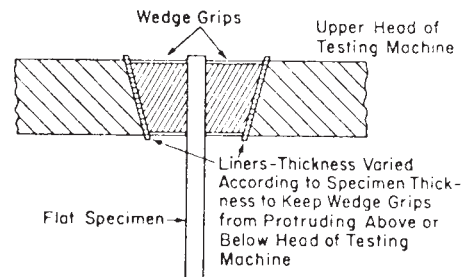 Wedge Grips
Upper Head of
Testing Machine
Liners-Thickness Varied
According to Specimen Thick-
ness to Keep Wedge Grips
from Protruding Above or
Below Head of Testing
Machine
Flat Specimen